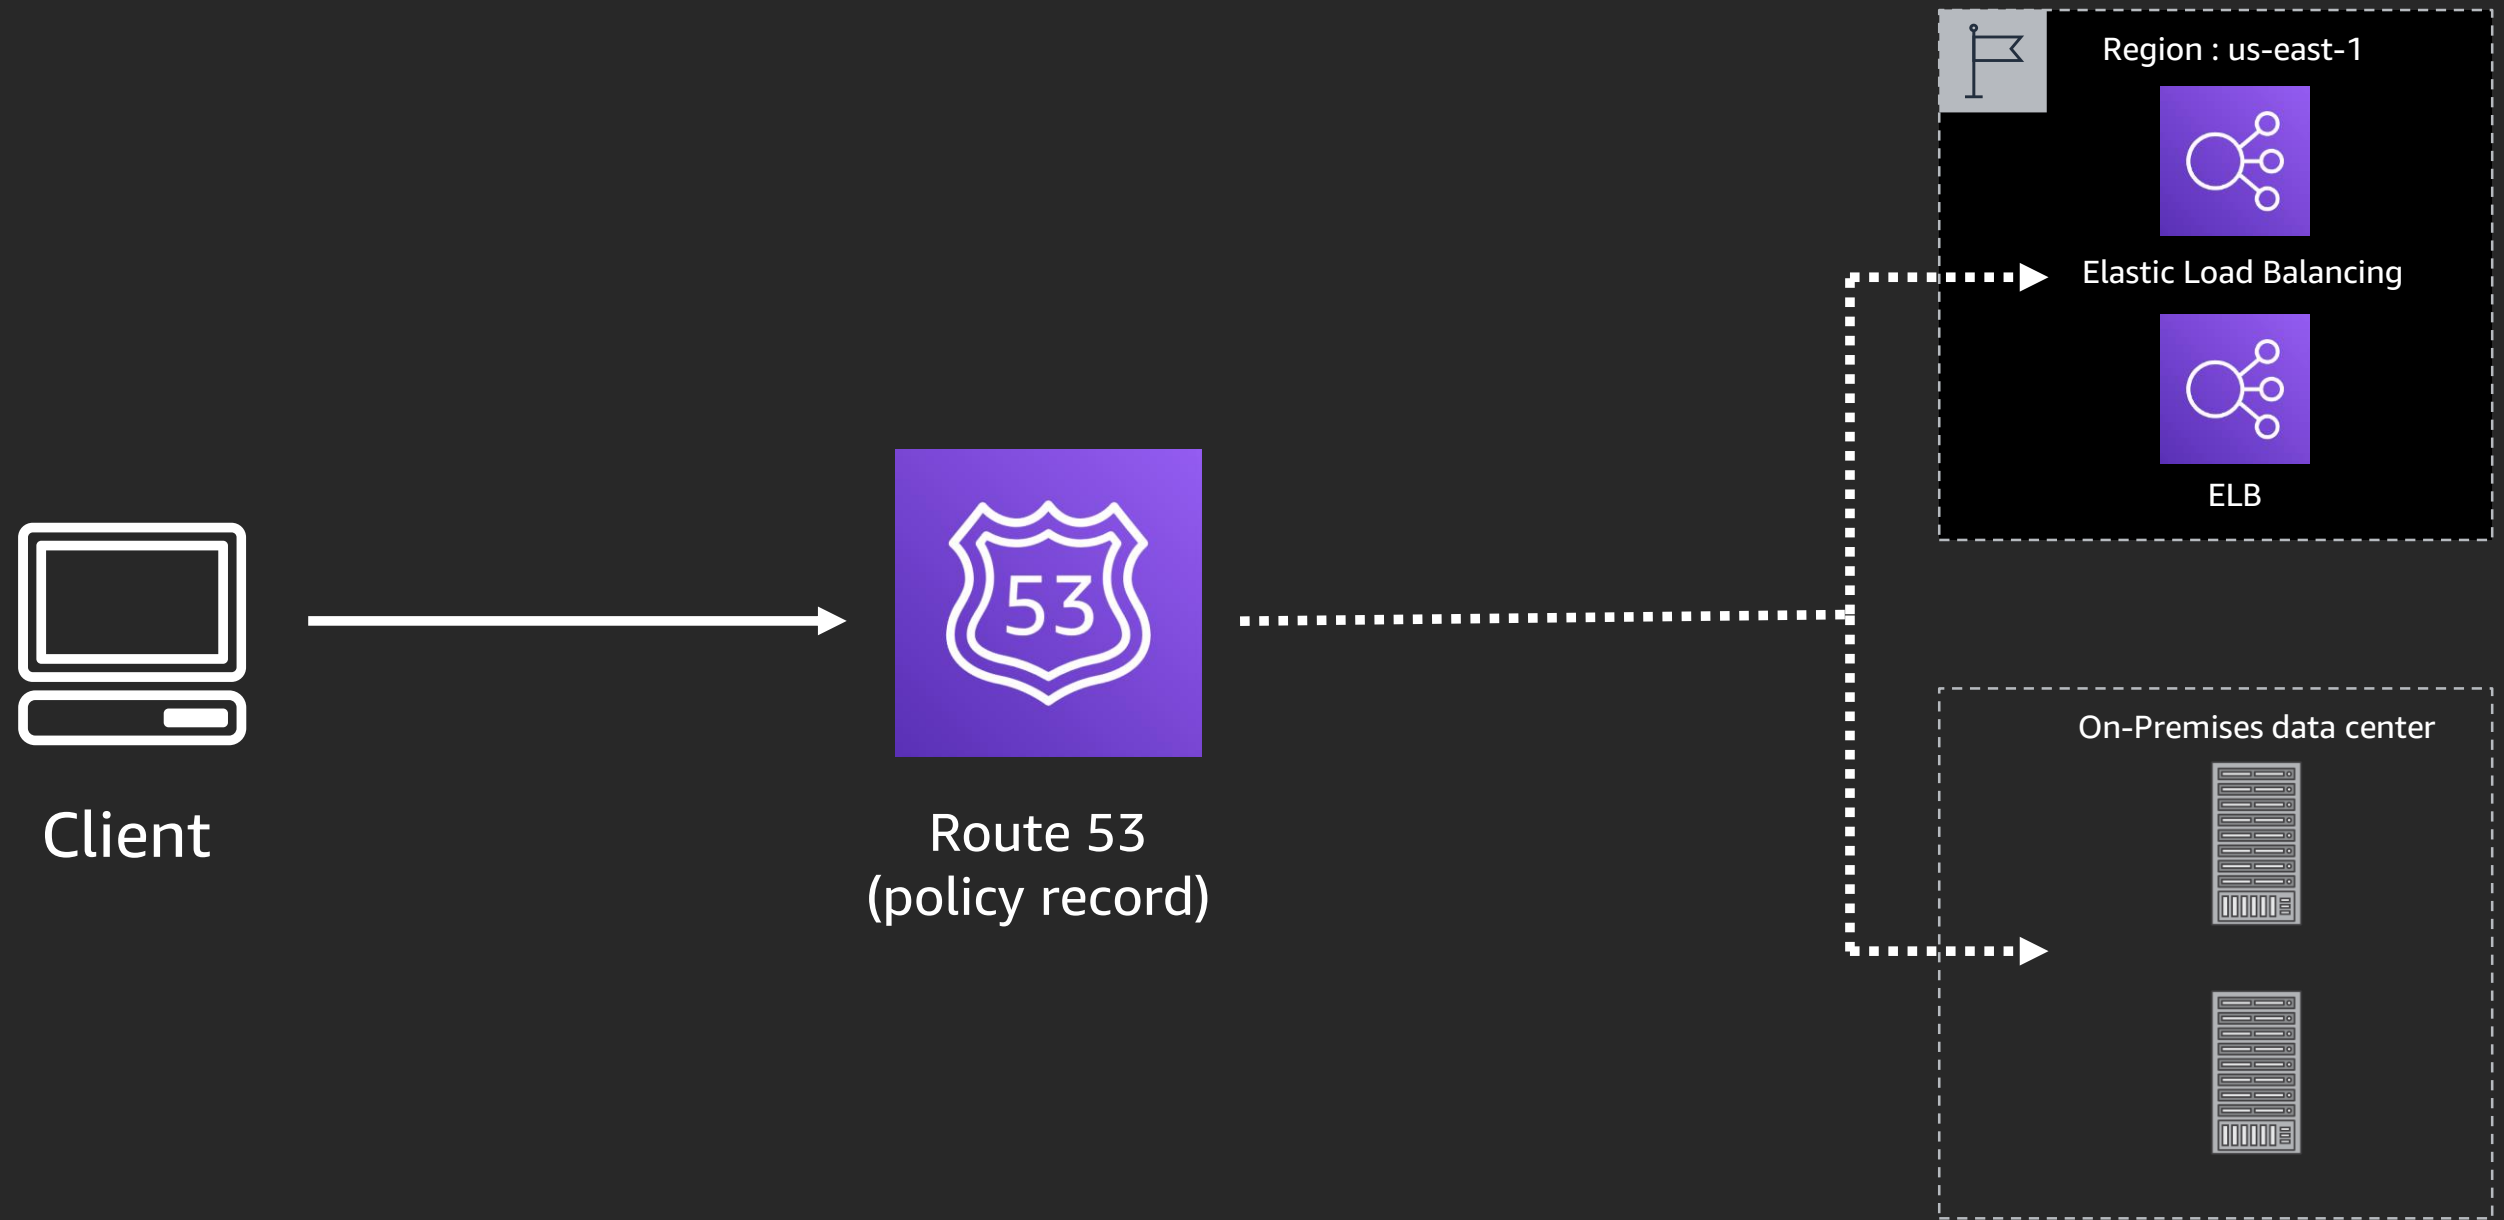 Region : us-east-1
Elastic Load Balancing
ELB
53
Client
Route 53
(policy record)
On-Premises data center